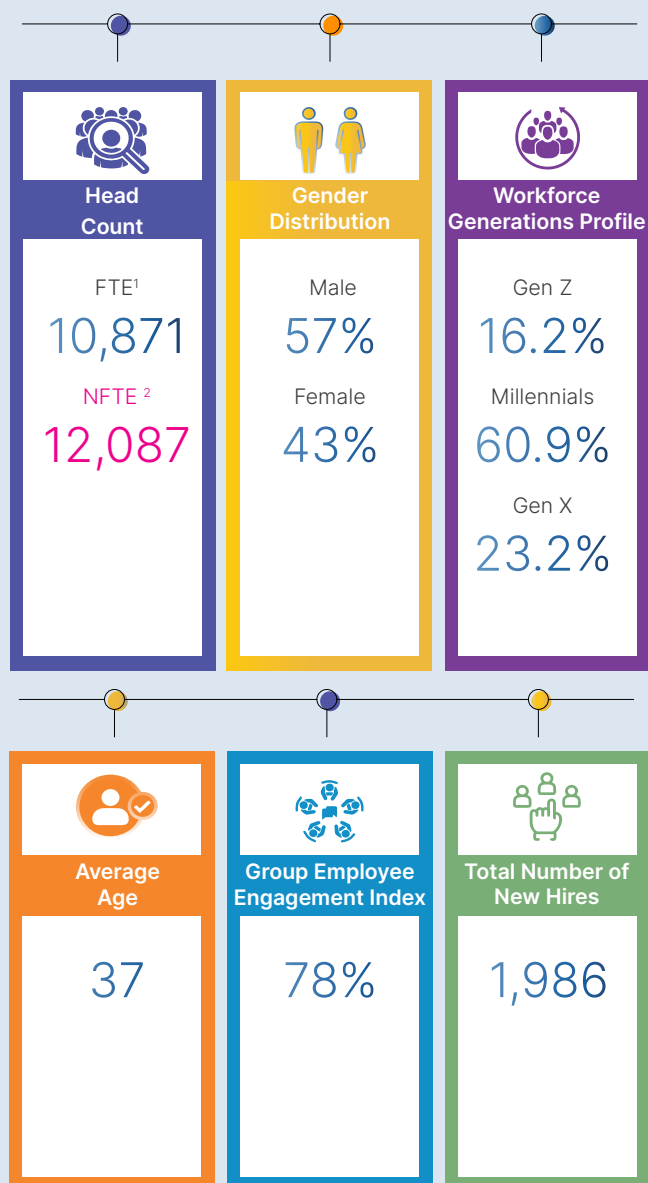 Head
Count
FTE¹
10,871
NFTE ²
12,087
Gender
Distribution
Male
57%
Female
43%
Workforce
Generations Profile
Gen Z
16.2%
Millennials
60.9%
Gen X
23.2%
Average
Age
37
Group Employee
Engagement Index
78%
Total Number of
New Hires
1,986